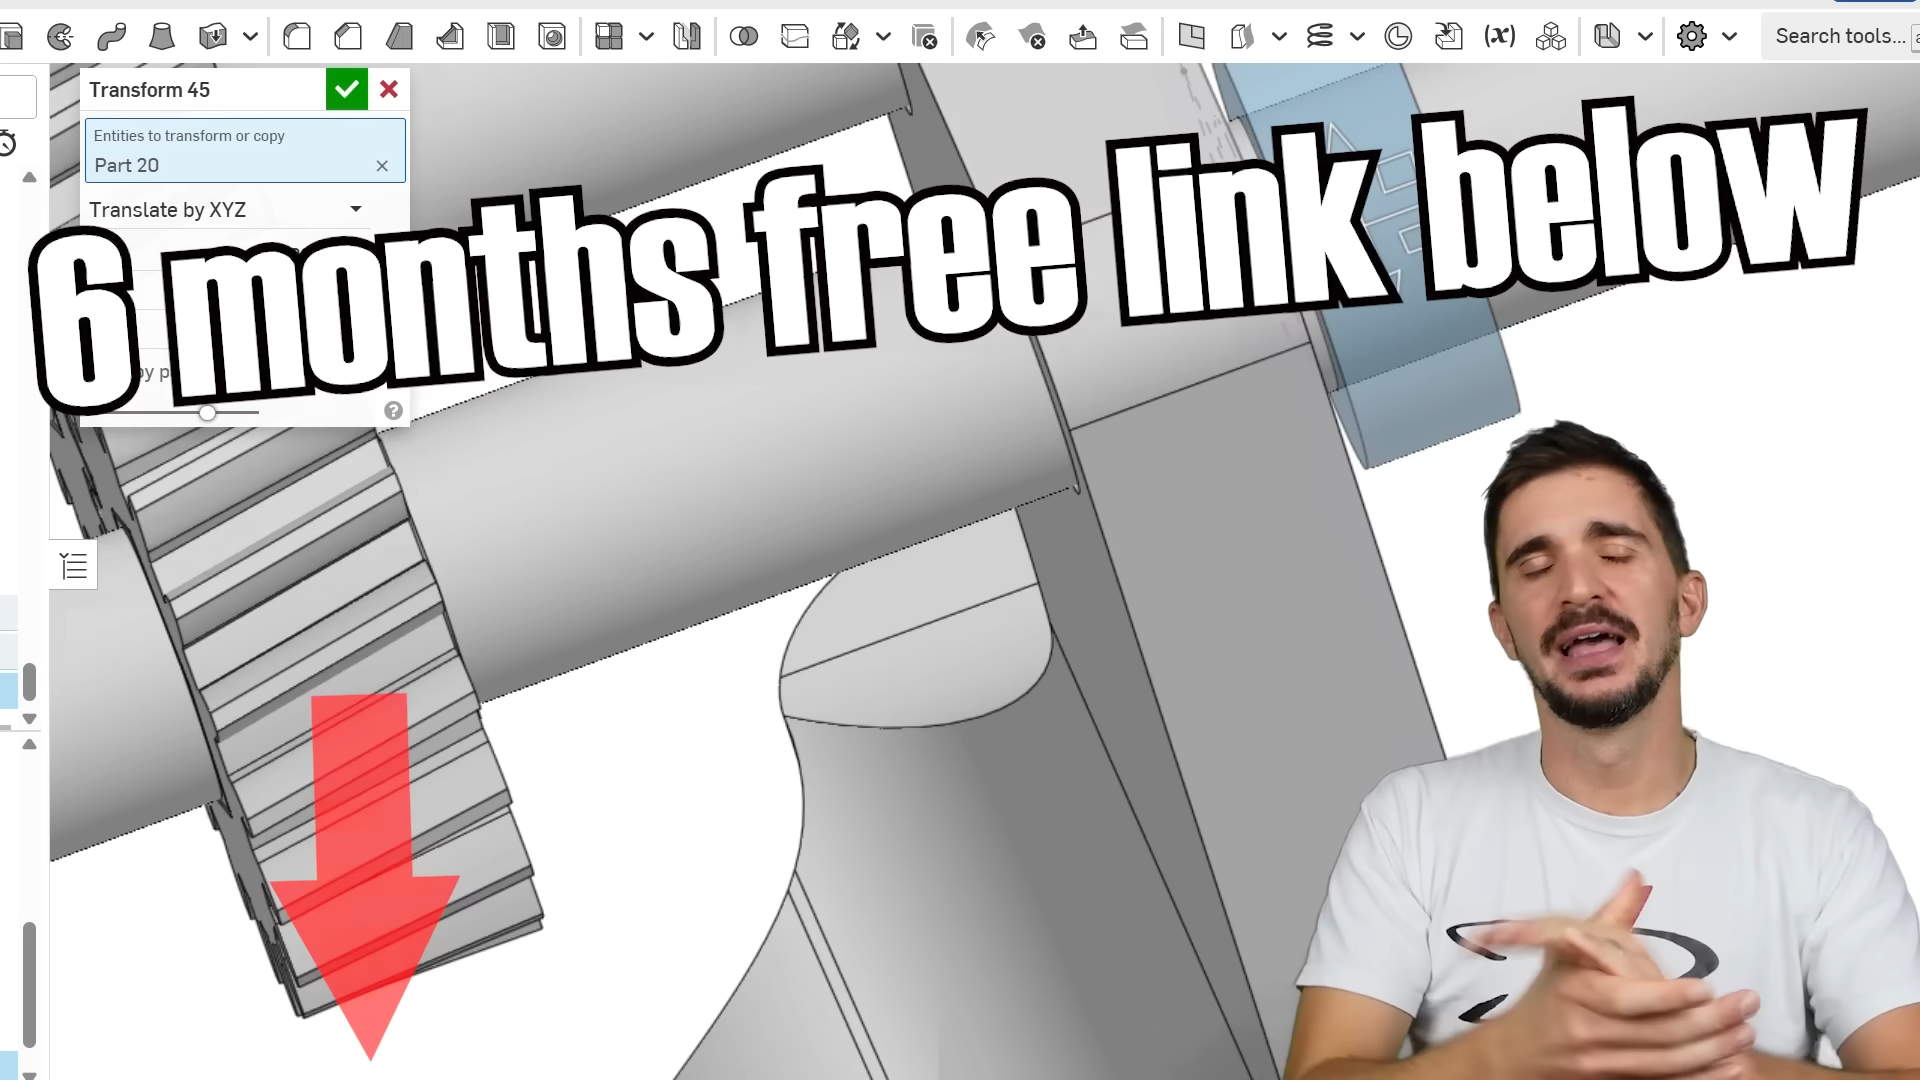 Search tools...
Transform 45
Entities to transform or copy
Part 20
Translate by XYZ
6 months free link below
(x)
?